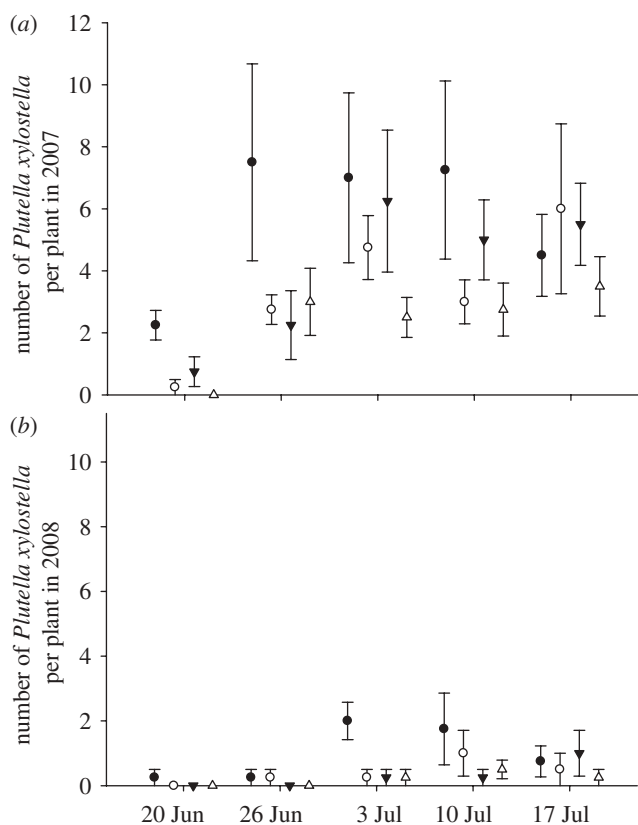 (a)
number of Plutella xylostella
per plant in 2007
12
10
8
6
4
2
0
(b)
number of Plutella xylostella
per plant in 2008
10
8
6
4
2
0
20 Jun 26 Jun 3 Jul 10 Jul 17 Jul